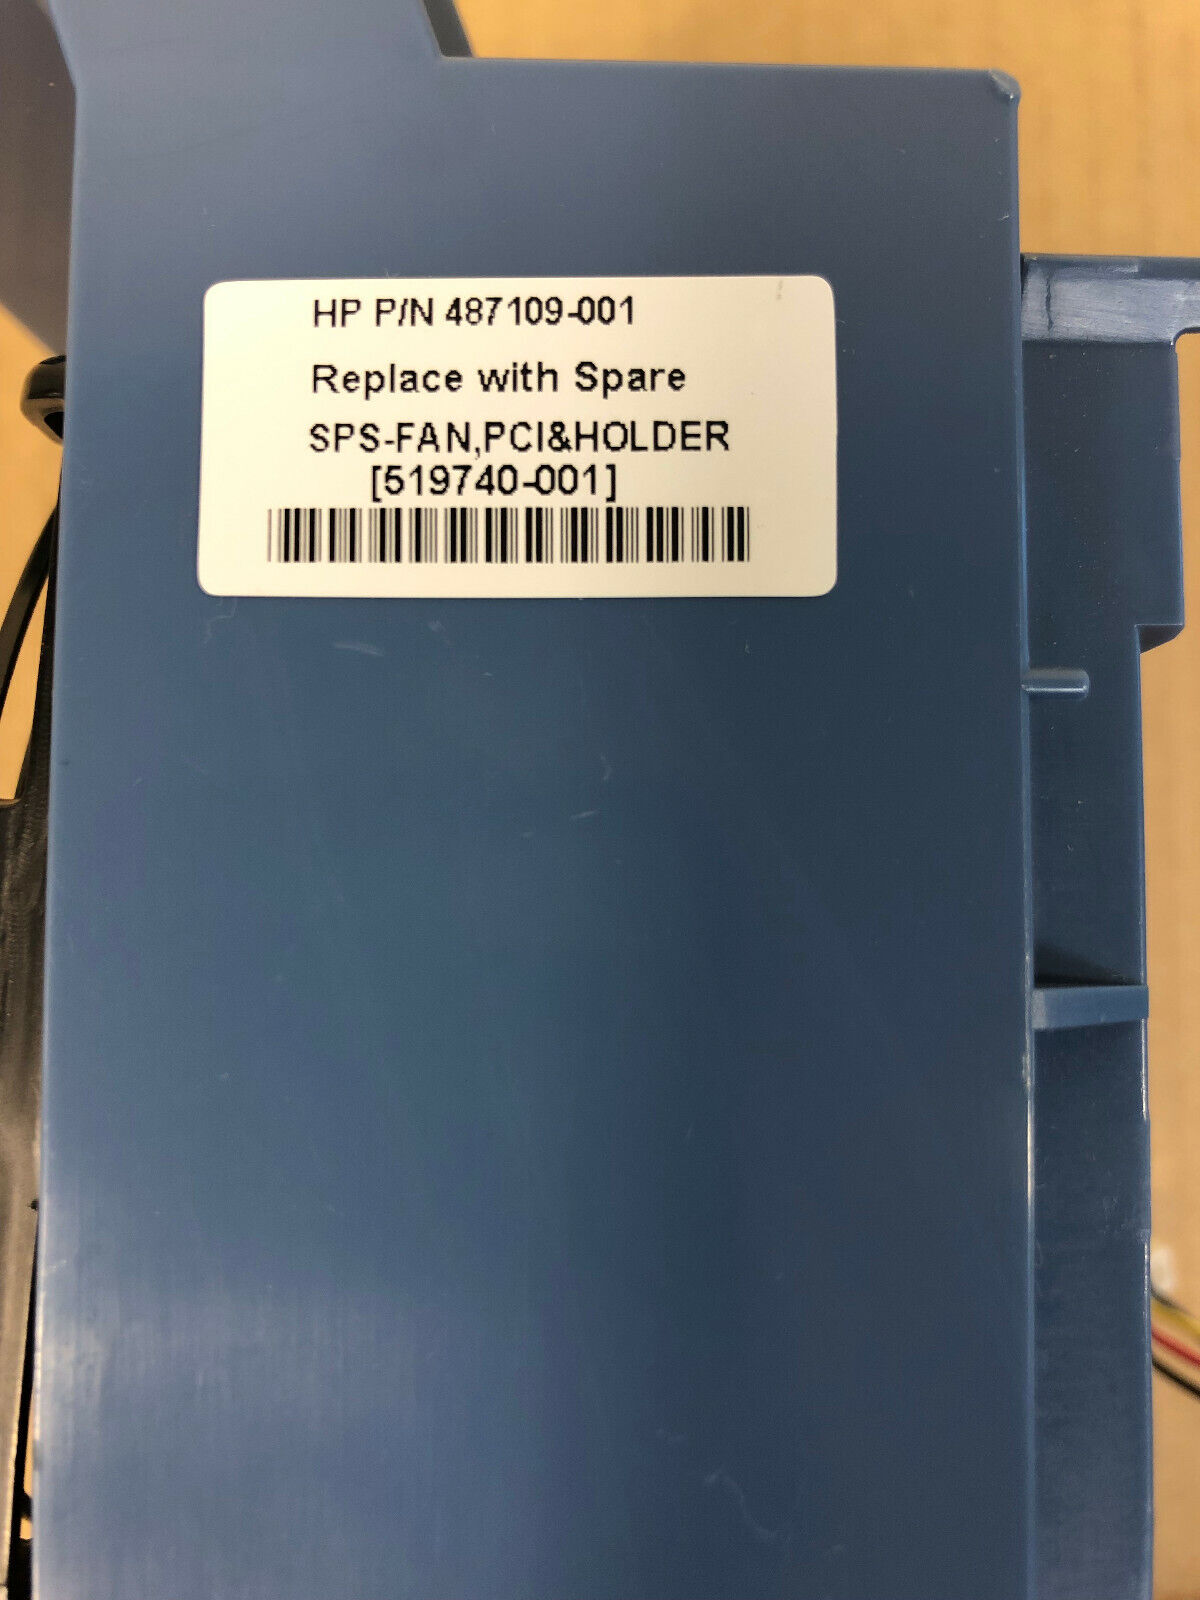 HP P/N 487109-001
Replace with Spare
SPS-FAN,PCI&HOLDER
[519740-001]